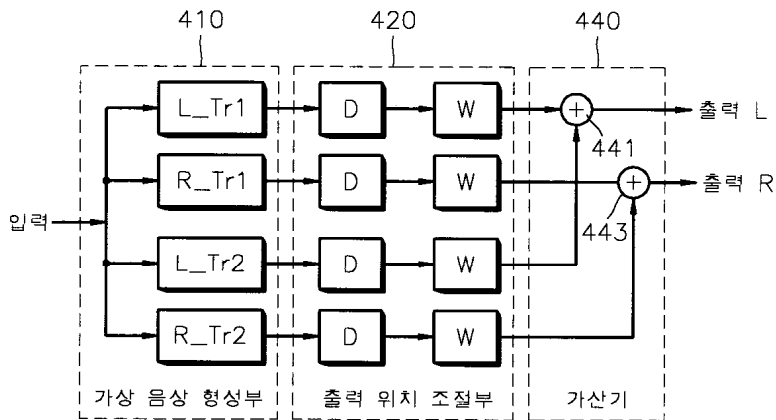 410
420
440
L_Tr1
D
W
+
출력 L
441
R_Tr1
D
W
+
출력 R
443
입력
L_Tr2
D
W
R_Tr2
D
W
가상 음상 형성부
출력 위치 조절부
가산기